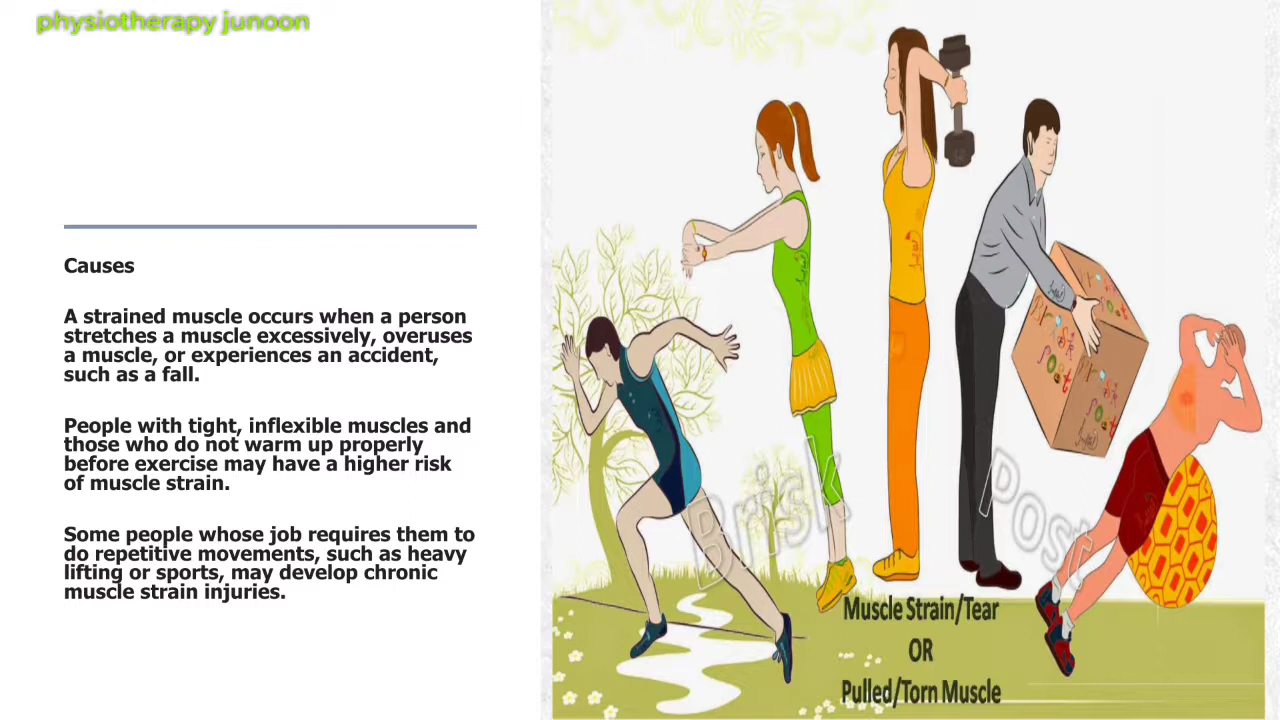 physiotherapy junoon
Causes
A strained muscle occurs when a person
stretches a muscle excessively, overuses
a muscle, or experiences an accident,
such as a fall.
People with tight, inflexible muscles and
those who do not warm up properly
before exercise may have a higher risk
of muscle strain.
Some people whose job requires them to
do repetitive movements, such as heavy
lifting or sports, may develop chronic
muscle strain injuries.
Brisk Post
Muscle Strain/Tear
OR
Pulled/Torn Muscle